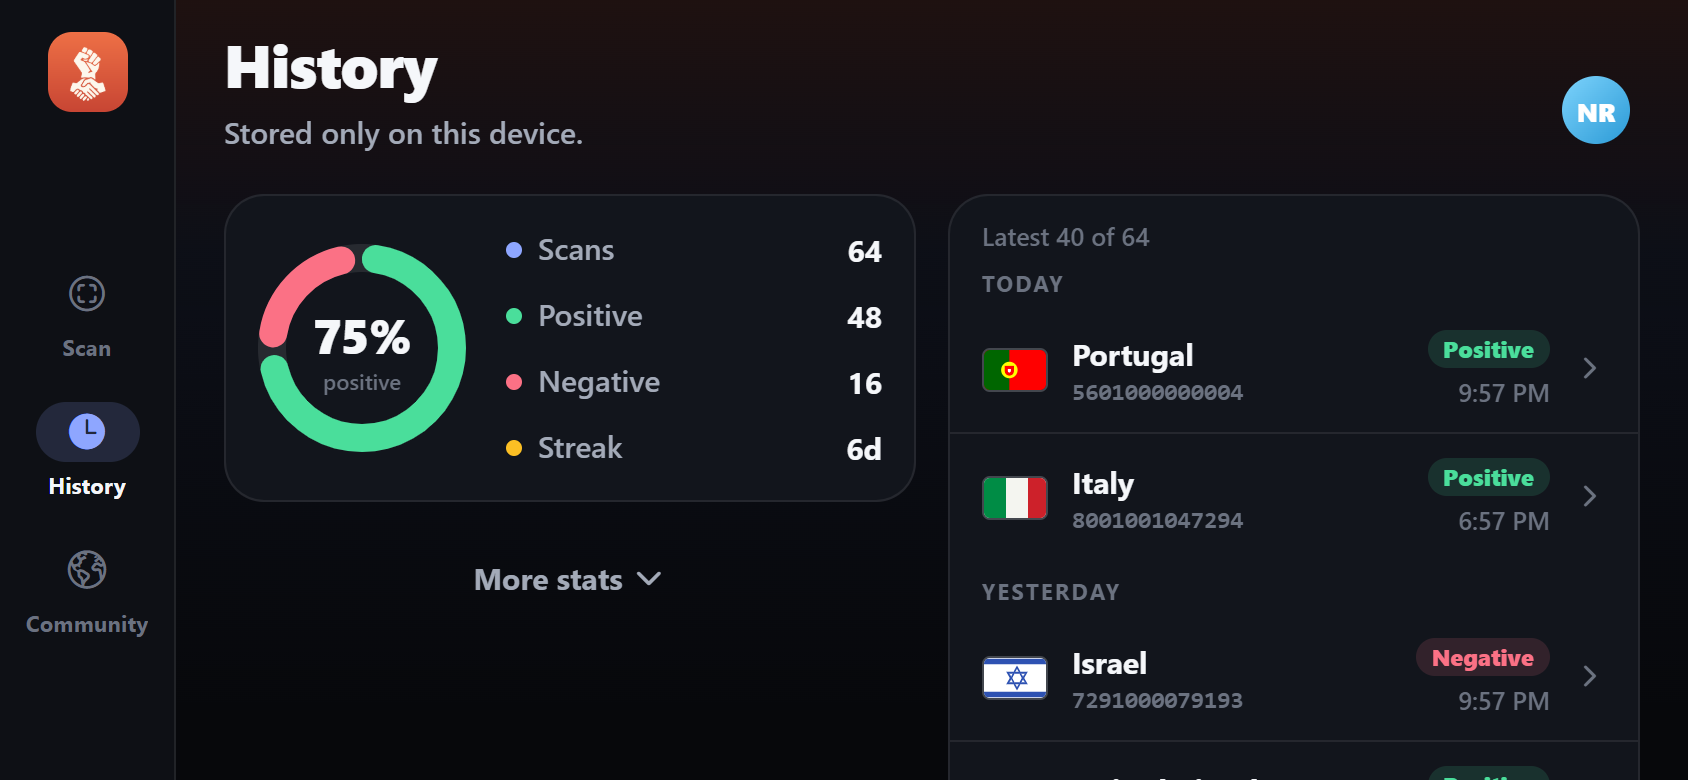 History
Stored only on this device.
NR
Scan
History
Community
75%
positive
Scans 64
Positive 48
Negative 16
Streak 6d
More stats
Latest 40 of 64
TODAY
Portugal
5601000000004
Positive
9:57 PM
Italy
8001001047294
Positive
6:57 PM
YESTERDAY
Israel
7291000079193
Negative
9:57 PM